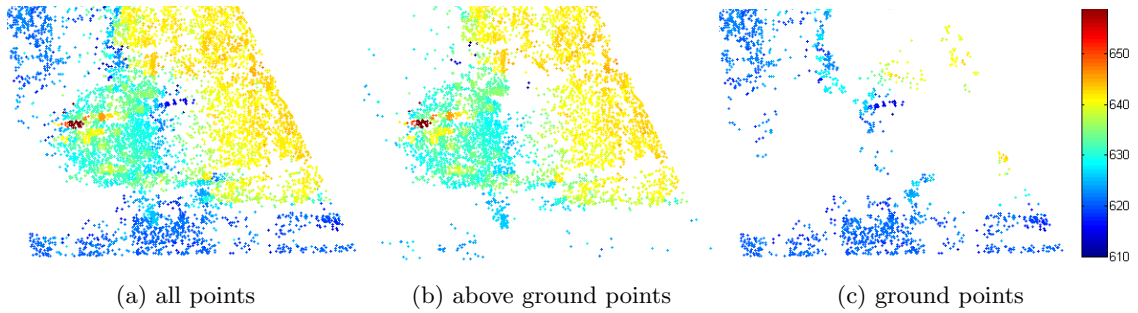 650
640
630
620
610
(a) all points
(b) above ground points
(c) ground points